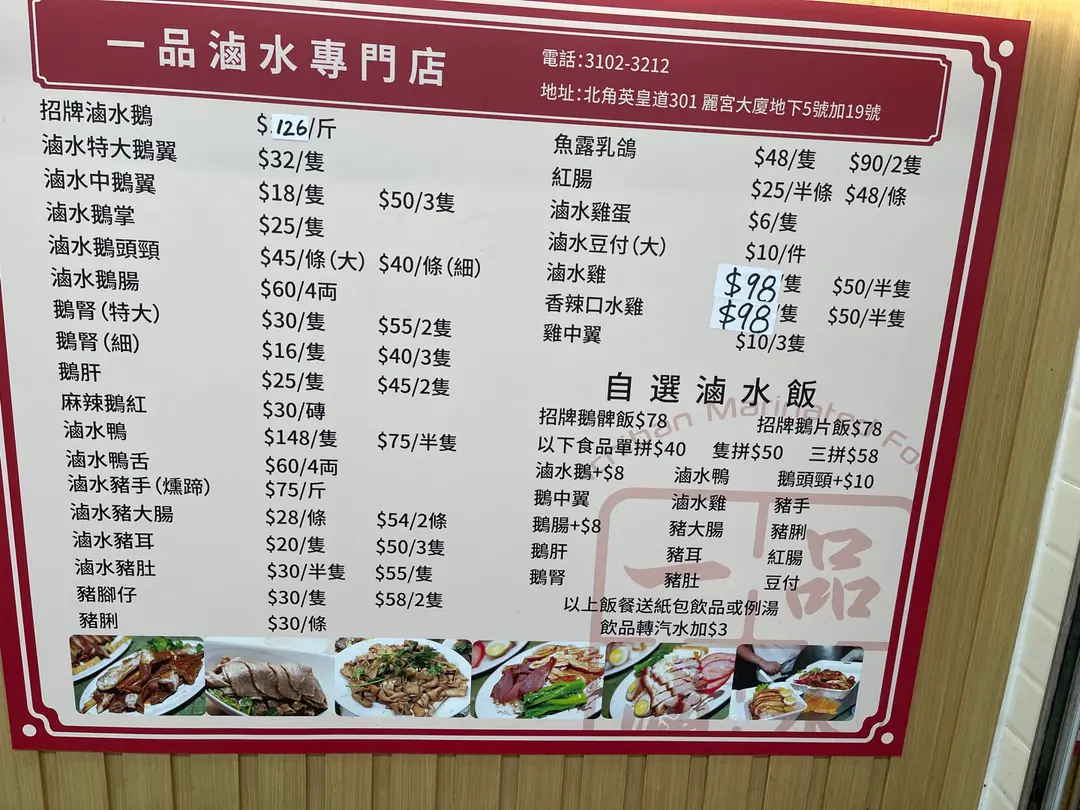 一品滷水專門店
電話:3102-3212
地址:北角英皇道301 麗宮大廈地下5號加19號
招牌滷水鵝 $126/斤
滷水特大鵝翼 $32/隻
滷水中鵝翼 $18/隻 $50/3隻
滷水鵝掌 $25/隻
滷水鵝頭頸 $45/條(大) $40/條(細)
滷水鵝腸 $60/4両
鵝腎(特大) $30/隻 $55/2隻
鵝腎(細) $16/隻 $40/3隻
鵝肝 $25/隻 $45/2隻
麻辣鵝紅 $30/磚
滷水鴨 $148/隻 $75/半隻
滷水鴨舌 $60/4両
滷水豬手(燻蹄) $75/斤
滷水豬大腸 $28/條 $54/2條
滷水豬耳 $20/隻 $50/3隻
滷水豬肚 $30/半隻 $55/隻
豬腳仔 $30/隻 $58/2隻
豬脷 $30/條
魚露乳鴿 $48/隻 $90/2隻
紅腸 $25/半條 $48/條
滷水雞蛋 $6/隻
滷水豆付(大) $10/件
滷水雞 $98/隻 $50/半隻
香辣口水雞 $98/隻 $50/半隻
雞中翼 $10/3隻
自選滷水飯
招牌鵝髀飯$78 招牌鵝片飯$78
以下食品單拼$40 隻拼$50 三拼$58
滷水鵝+$8 滷水鴨 鵝頭頸+$10
鵝中翼 滷水雞 豬手
鵝腸+$8 豬大腸 豬脷
鵝肝 豬耳 紅腸
鵝腎 豬肚 豆付
以上飯餐送紙包飲品或例湯
飲品轉汽水加$3
Marinated
一品